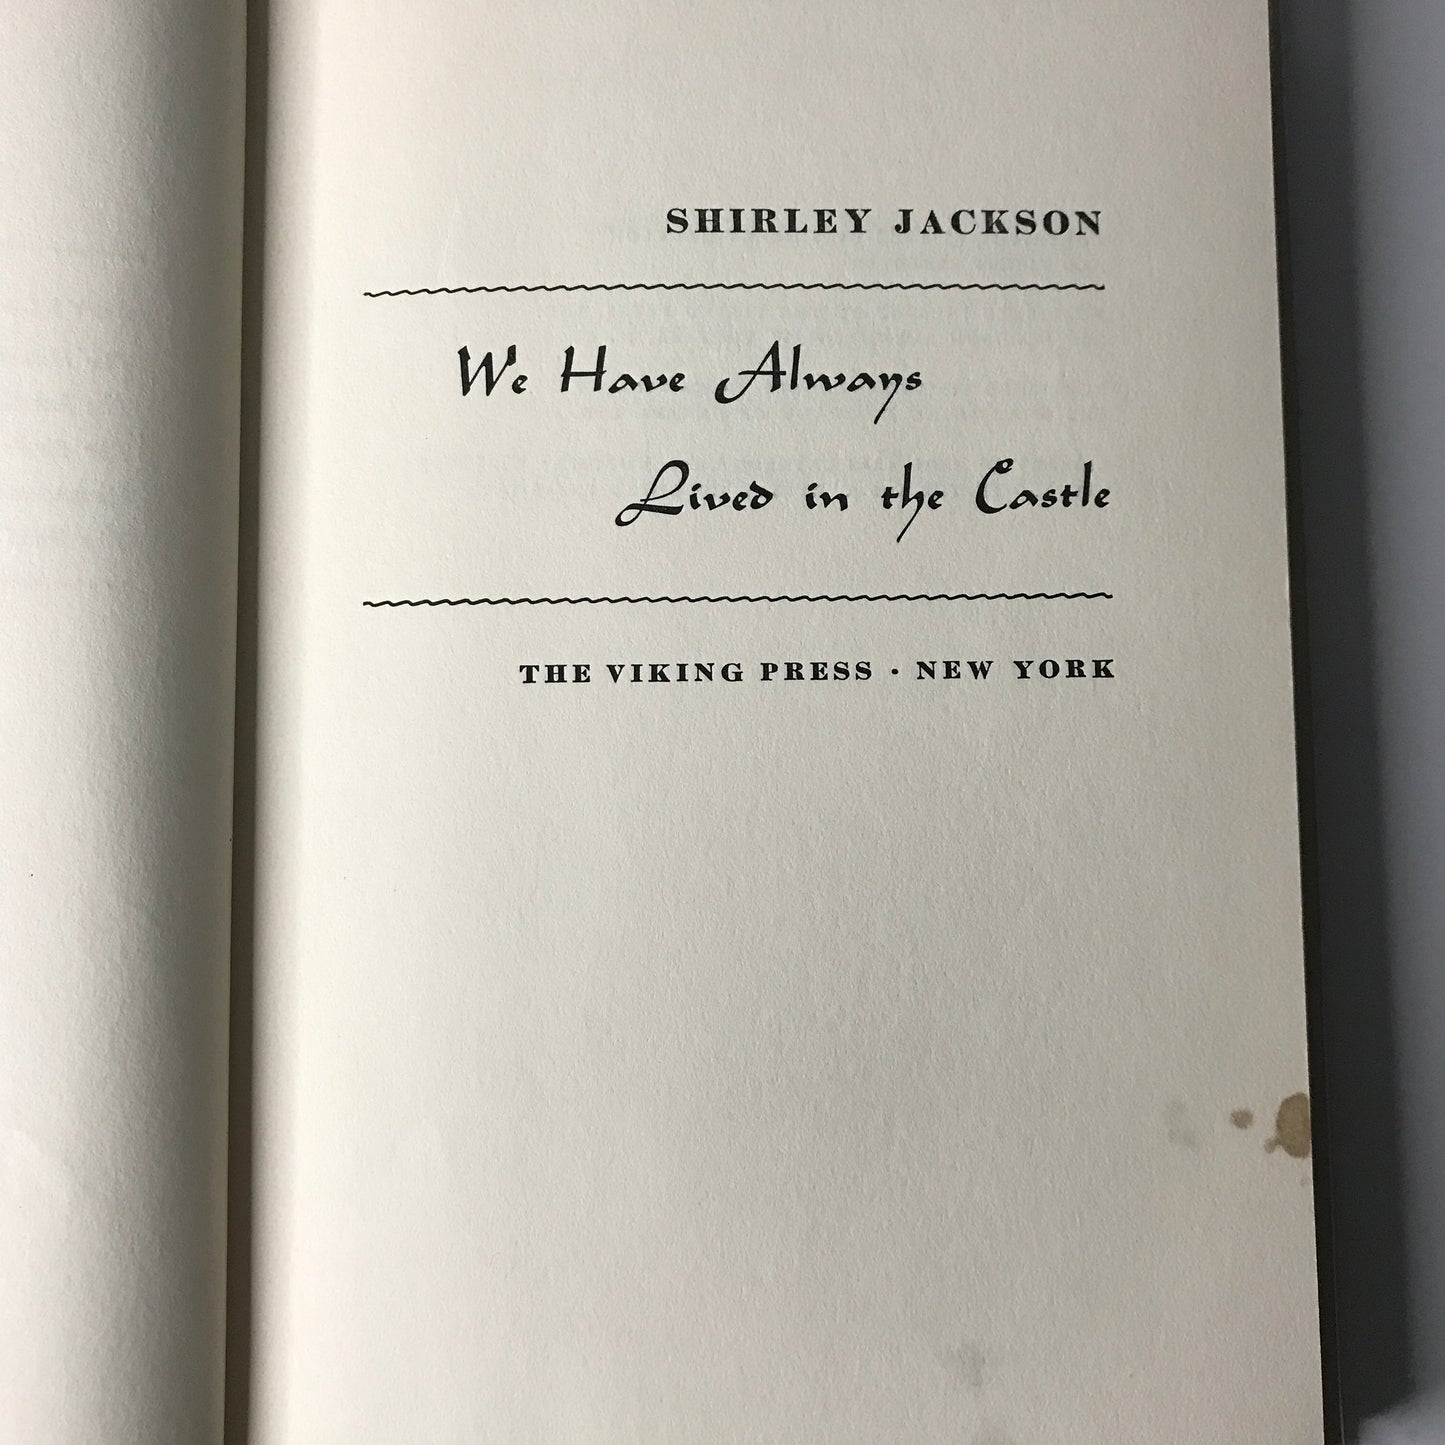 SHIRLEY JACKSON
We Have Always
Lived in the Castle
THE VIKING PRESS · NEW YORK